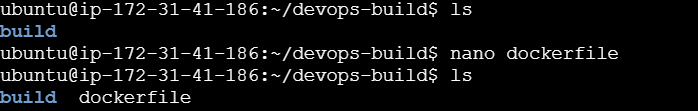 ubuntu@ip-172-31-41-186:~/devops-build$ ls
build
ubuntu@ip-172-31-41-186:~/devops-build$ nano dockerfile
ubuntu@ip-172-31-41-186:~/devops-build$ ls
build  dockerfile